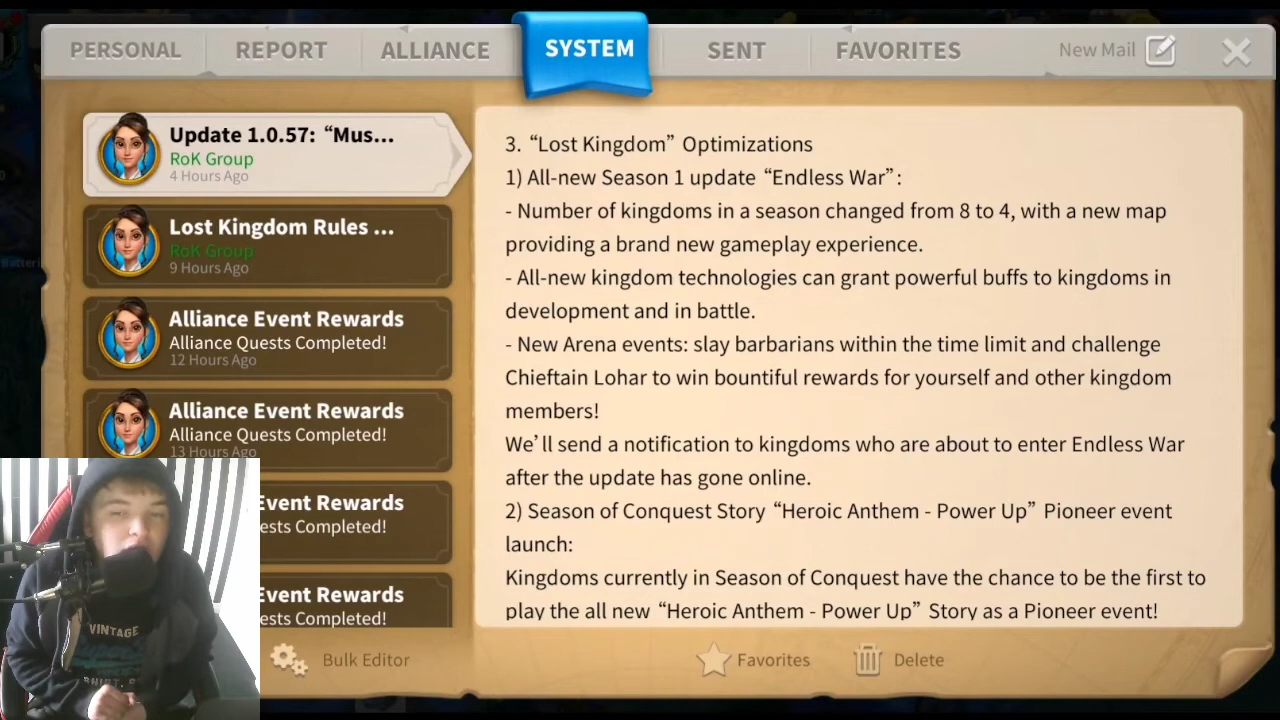 PERSONAL
REPORT
ALLIANCE
SYSTEM
SENT
FAVORITES
New Mail
Update 1.0.57: “Mus...
RoK Group
4 Hours Ago
Lost Kingdom Rules ...
RoK Group
9 Hours Ago
Alliance Event Rewards
Alliance Quests Completed!
12 Hours Ago
Alliance Event Rewards
Alliance Quests Completed!
13 Hours Ago
Event Rewards
ests Completed!
Event Rewards
ests Completed!
3. “Lost Kingdom” Optimizations
1) All-new Season 1 update “Endless War”:
- Number of kingdoms in a season changed from 8 to 4, with a new map
providing a brand new gameplay experience.
- All-new kingdom technologies can grant powerful buffs to kingdoms in
development and in battle.
- New Arena events: slay barbarians within the time limit and challenge
Chieftain Lohar to win bountiful rewards for yourself and other kingdom
members!
We’ll send a notification to kingdoms who are about to enter Endless War
after the update has gone online.
2) Season of Conquest Story “Heroic Anthem - Power Up” Pioneer event
launch:
Kingdoms currently in Season of Conquest have the chance to be the first to
play the all new “Heroic Anthem - Power Up” Story as a Pioneer event!
Bulk Editor
Favorites
Delete
VINTAGE